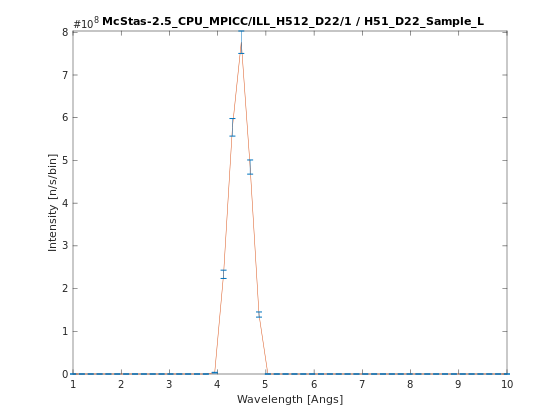 #10^8 McStas-2.5_CPU_MPICC/ILL_H512_D22/1 / H51_D22_Sample_L
8
7
6
5
4
3
2
1
0
Intensity [n/s/bin]
1 2 3 4 5 6 7 8 9 10
Wavelength [Angs]